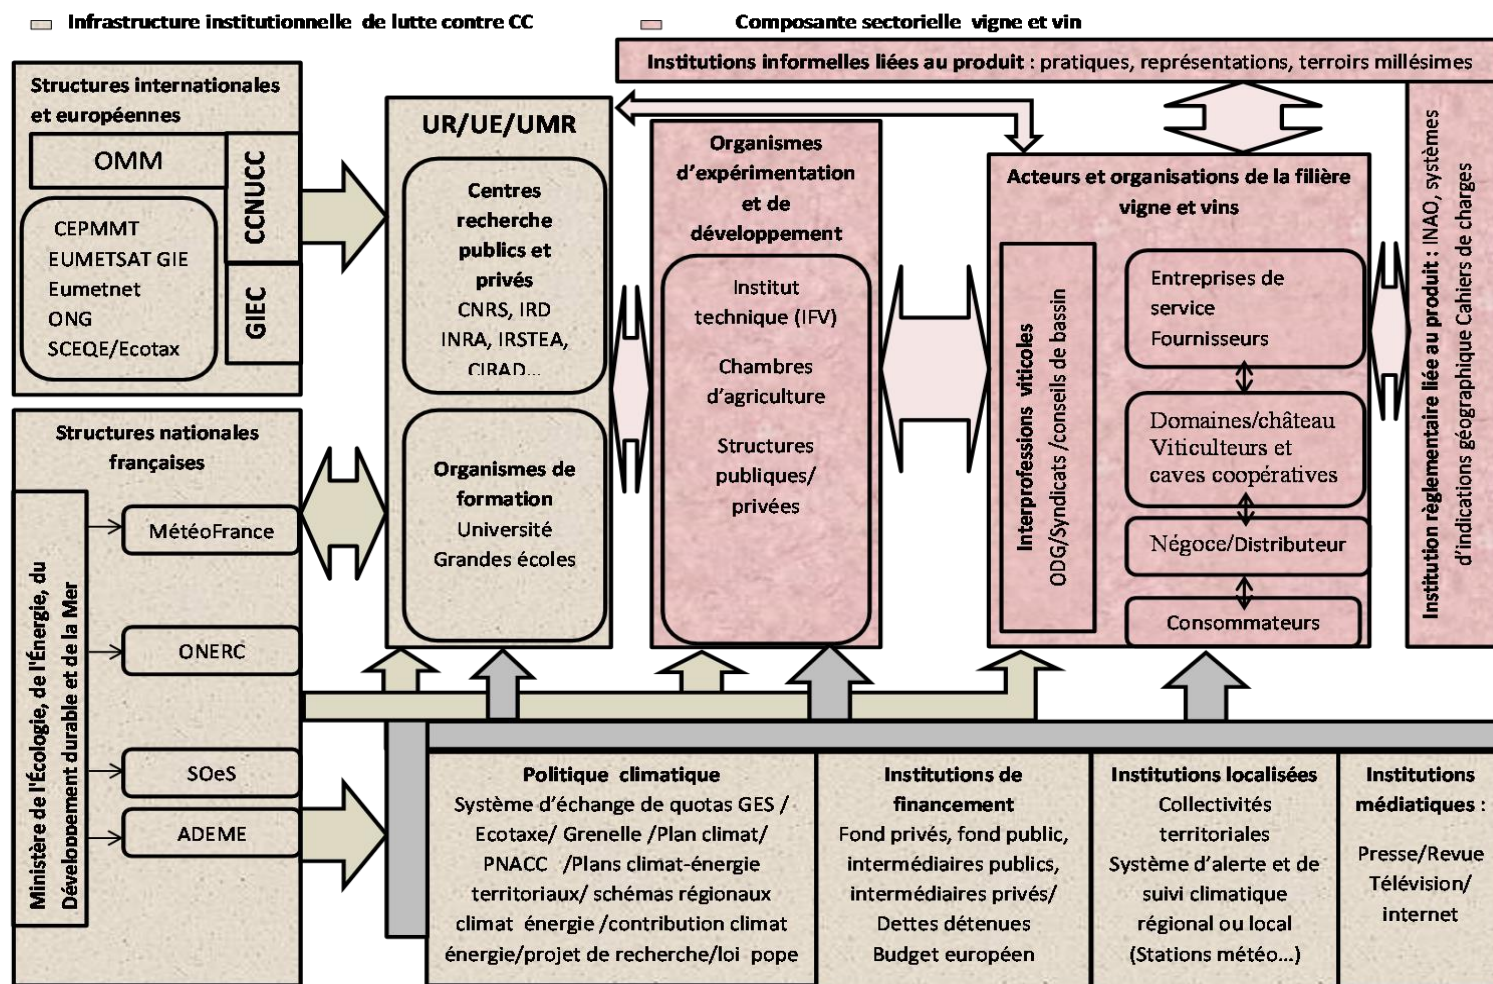 Infrastructure institutionnelle de lutte contre CC
Composante sectorielle vigne et vin
Institutions informelles liées au produit : pratiques, représentations, terroirs millésimes
Structures internationales
et européennes
OMM
CCNUCC
GIEC
CEPMMT
EUMETSAT GIE
Eumetnet
ONG
SCEQE/Ecotax
Structures nationales
françaises
Ministère de l'Écologie, de l'Énergie, du
Développement durable et de la Mer
MétéoFrance
ONERC
SOeS
ADEME
UR/UE/UMR
Centres
recherche
publics et
privés
CNRS, IRD
INRA, IRSTEA,
CIRAD...
Organismes de
formation
Université
Grandes écoles
Organismes
d'expérimentation
et de
développement
Institut
technique (IFV)
Chambres
d'agriculture
Structures
publiques/
privées
Acteurs et organisations de la filière
vigne et vins
Interprofessions viticoles
ODG/Syndicats /conseils de bassin
Entreprises de
service
Fournisseurs
Domaines/château
Viticulteurs et
caves coopératives
Négoce/Distributeur
Consommateurs
Institution règlementaire liée au produit : INAO, systèmes
d'indications géographique Cahiers de charges
Politique climatique
Système d'échange de quotas GES /
Ecotaxe/ Grenelle /Plan climat/
PNACC /Plans climat-énergie
territoriaux/ schémas régionaux
climat énergie /contribution climat
énergie/projet de recherche/loi pope
Institutions de
financement
Fond privés, fond public,
intermédiaires publics,
intermédiaires privés/
Dettes détenues
Budget européen
Institutions localisées
Collectivités
territoriales
Système d'alerte et de
suivi climatique
régional ou local
(Stations météo...)
Institutions
médiatiques :
Presse/Revue
Télévision/
internet